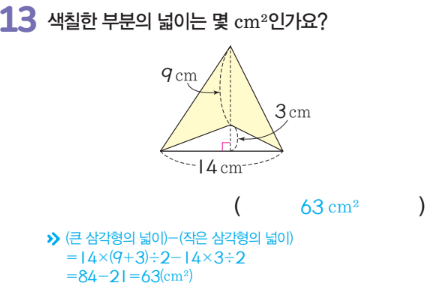 13 색칠한 부분의 넓이는 몇 cm²인가요?
9 cm
3 cm
14 cm
( 63 cm² )
≫ (큰 삼각형의 넓이)−(작은 삼각형의 넓이)
=14×(9+3)÷2−14×3÷2
=84−21=63(cm²)